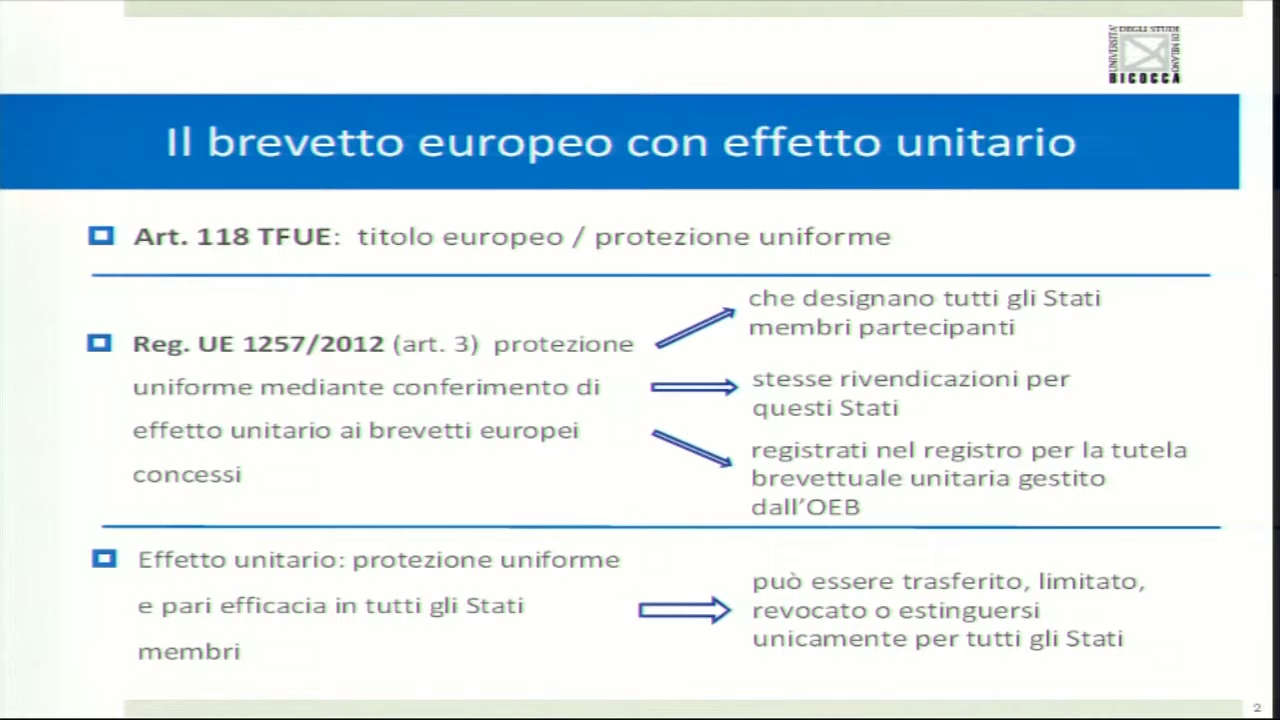 UNIVERSITA'
DEGLI STUDI
DI MILANO
BICOCCA
Il brevetto europeo con effetto unitario
Art. 118 TFUE: titolo europeo / protezione uniforme
Reg. UE 1257/2012 (art. 3) protezione
uniforme mediante conferimento di
effetto unitario ai brevetti europei
concessi
che designano tutti gli Stati
membri partecipanti
stesse rivendicazioni per
questi Stati
registrati nel registro per la tutela
brevettuale unitaria gestito
dall'OEB
Effetto unitario: protezione uniforme
e pari efficacia in tutti gli Stati
membri
può essere trasferito, limitato,
revocato o estinguersi
unicamente per tutti gli Stati
2